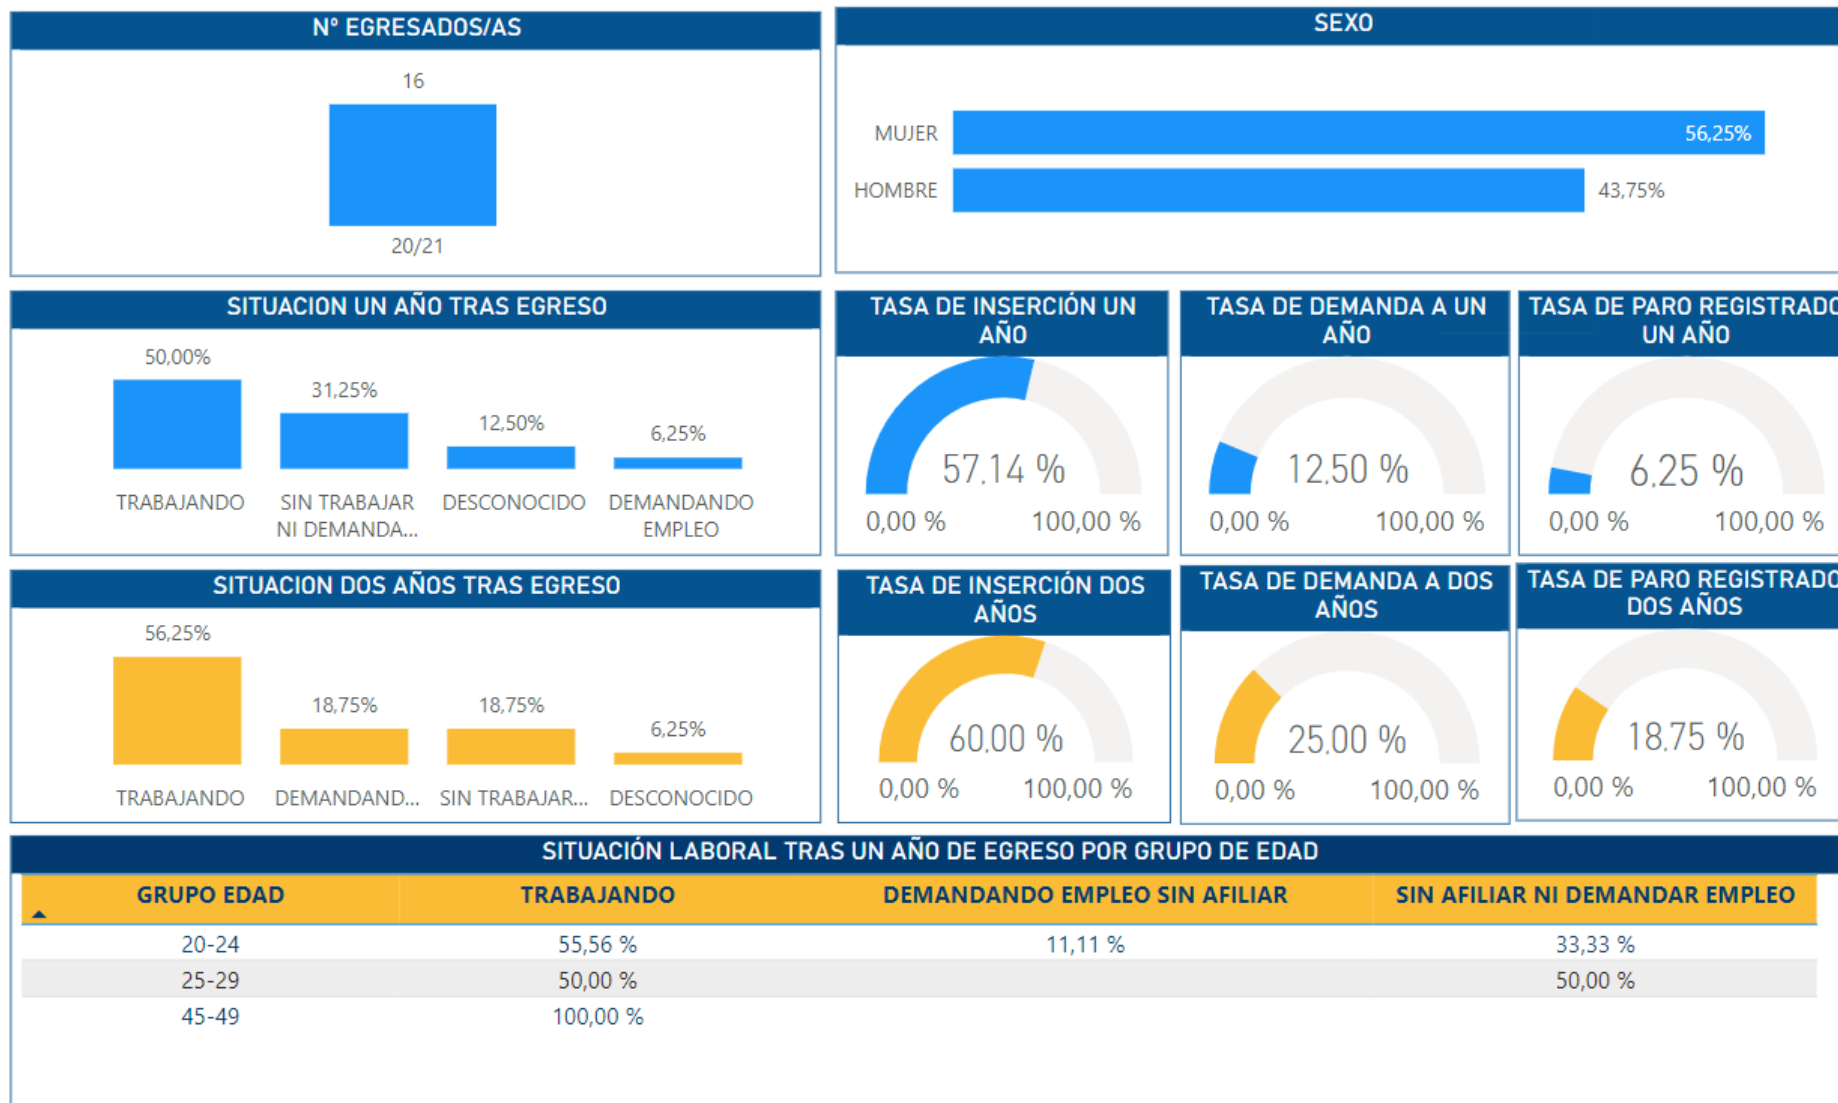 Nº EGRESADOS/AS
16
20/21
SEXO
MUJER
56,25%
HOMBRE
43,75%
SITUACION UN AÑO TRAS EGRESO
50,00%
31,25%
12,50%
6,25%
TRABAJANDO
SIN TRABAJAR
NI DEMANDA...
DESCONOCIDO
DEMANDANDO
EMPLEO
TASA DE INSERCIÓN UN
AÑO
57,14 %
0,00 %
100,00 %
TASA DE DEMANDA A UN
AÑO
12,50 %
0,00 %
100,00 %
TASA DE PARO REGISTRADO
UN AÑO
6,25 %
0,00 %
100,00 %
SITUACION DOS AÑOS TRAS EGRESO
56,25%
18,75%
18,75%
6,25%
TRABAJANDO
DEMANDAND...
SIN TRABAJAR...
DESCONOCIDO
TASA DE INSERCIÓN DOS
AÑOS
60,00 %
0,00 %
100,00 %
TASA DE DEMANDA A DOS
AÑOS
25,00 %
0,00 %
100,00 %
TASA DE PARO REGISTRADO
DOS AÑOS
18,75 %
0,00 %
100,00 %
SITUACIÓN LABORAL TRAS UN AÑO DE EGRESO POR GRUPO DE EDAD
GRUPO EDAD TRABAJANDO DEMANDANDO EMPLEO SIN AFILIAR SIN AFILIAR NI DEMANDAR EMPLEO
20-24 55,56 % 11,11 % 33,33 %
25-29 50,00 % 50,00 %
45-49 100,00 %